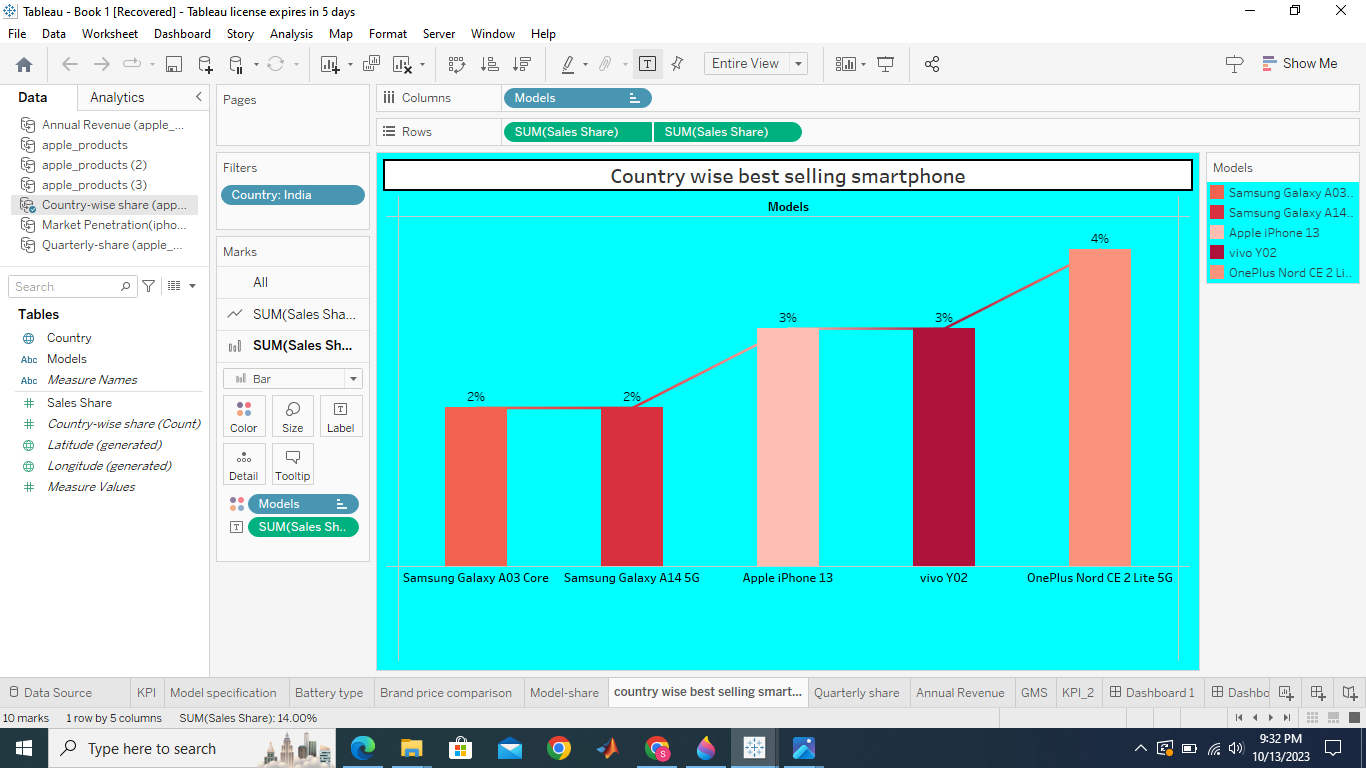 Tableau - Book 1 [Recovered] - Tableau license expires in 5 days
File Data Worksheet Dashboard Story Analysis Map Format Server Window Help
Entire View
Show Me
Data Analytics
Annual Revenue (apple_...
apple_products
apple_products (2)
apple_products (3)
Country-wise share (app...
Market Penetration(ipho...
Quarterly-share (apple_...
Search
Tables
Country
Abc Models
Abc Measure Names
Sales Share
Country-wise share (Count)
Latitude (generated)
Longitude (generated)
Measure Values
Pages
Filters
Country: India
Marks
All
SUM(Sales Sha...
SUM(Sales Sh...
Bar
Color Size Label
Detail Tooltip
Models
SUM(Sales Sh..
Columns Models
Rows SUM(Sales Share) SUM(Sales Share)
Country wise best selling smartphone
Models
2% 2% 3% 3% 4%
Samsung Galaxy A03 Core Samsung Galaxy A14 5G Apple iPhone 13 vivo Y02 OnePlus Nord CE 2 Lite 5G
Models
Samsung Galaxy A03..
Samsung Galaxy A14..
Apple iPhone 13
vivo Y02
OnePlus Nord CE 2 Li..
Data Source KPI Model specification Battery type Brand price comparison Model-share country wise best selling smart... Quarterly share Annual Revenue GMS KPI_2 Dashboard 1 Dashbo
10 marks 1 row by 5 columns SUM(Sales Share): 14.00%
Type here to search
9:32 PM
10/13/2023